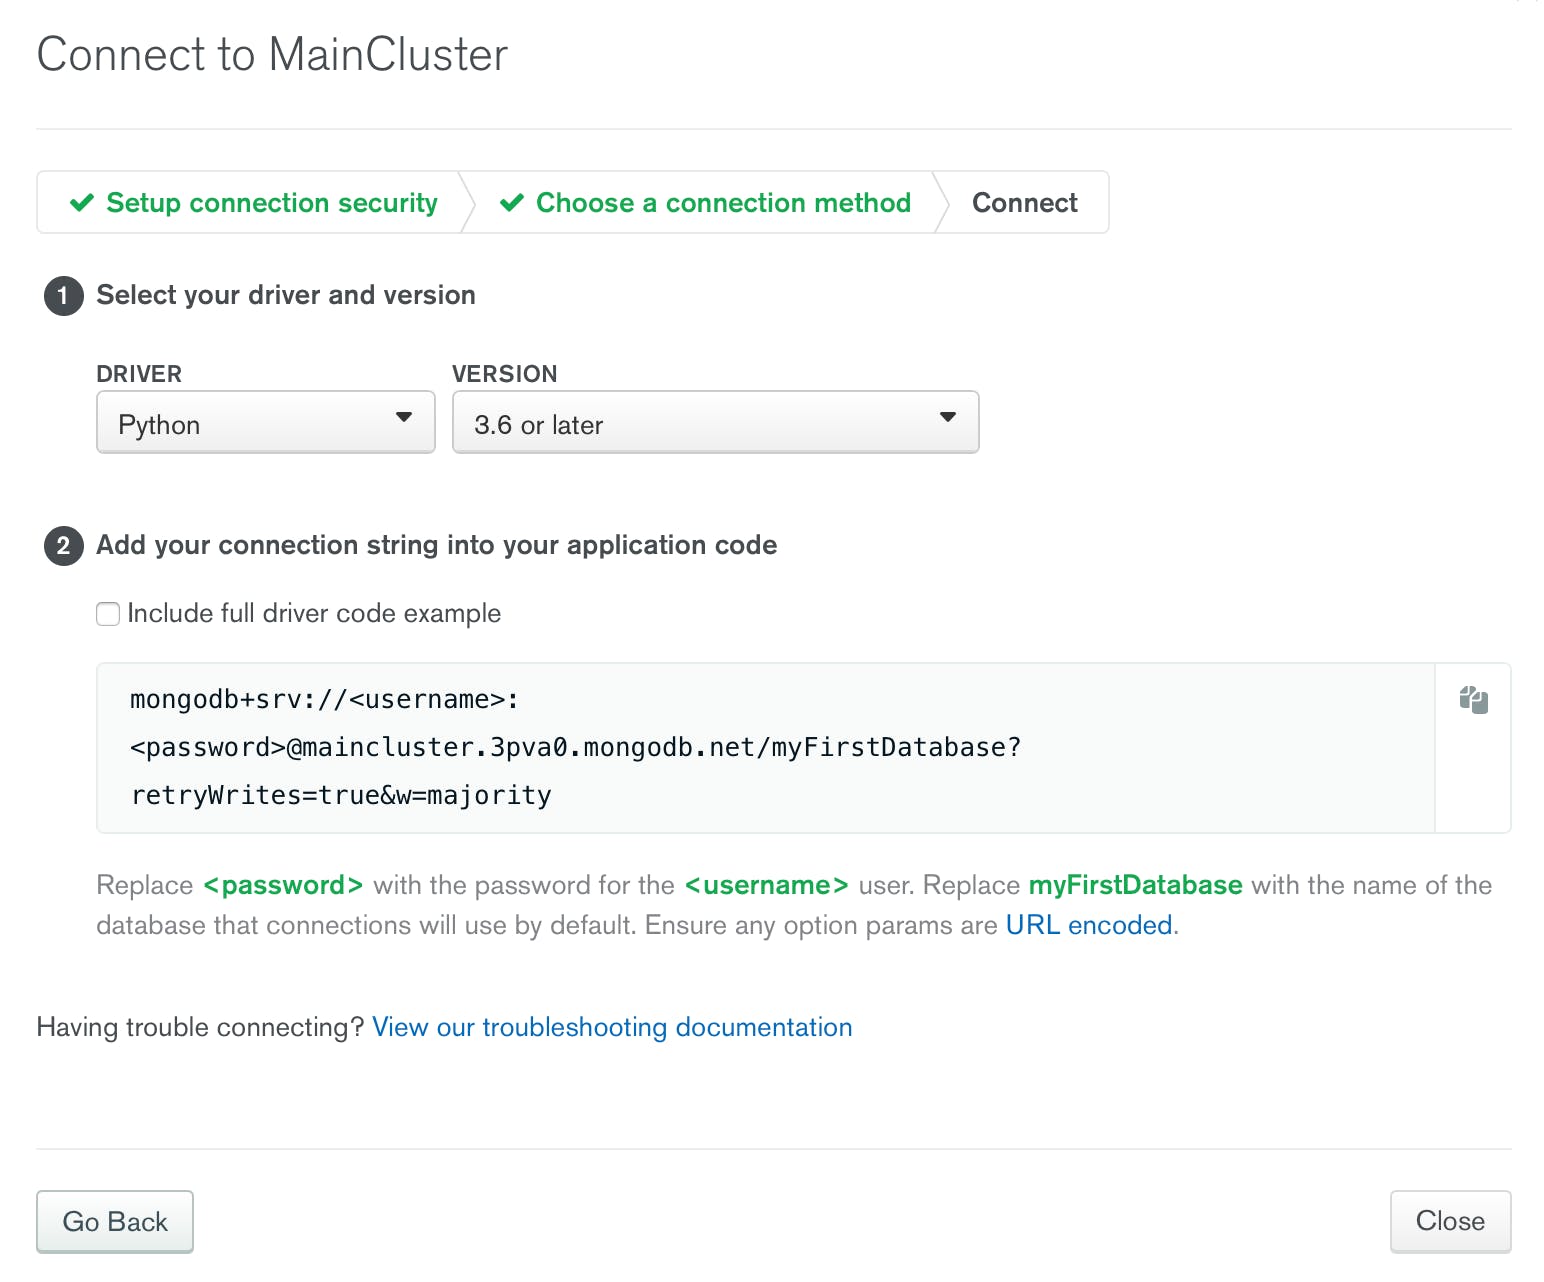 Connect to MainCluster
Setup connection security
Choose a connection method
Connect
1 Select your driver and version
DRIVER
VERSION
Python
3.6 or later
2 Add your connection string into your application code
Include full driver code example
mongodb+srv://<username>:
<password>@maincluster.3pva0.mongodb.net/myFirstDatabase?
retryWrites=true&w=majority
Replace <password> with the password for the <username> user. Replace myFirstDatabase with the name of the
database that connections will use by default. Ensure any option params are URL encoded.
Having trouble connecting? View our troubleshooting documentation
Go Back
Close